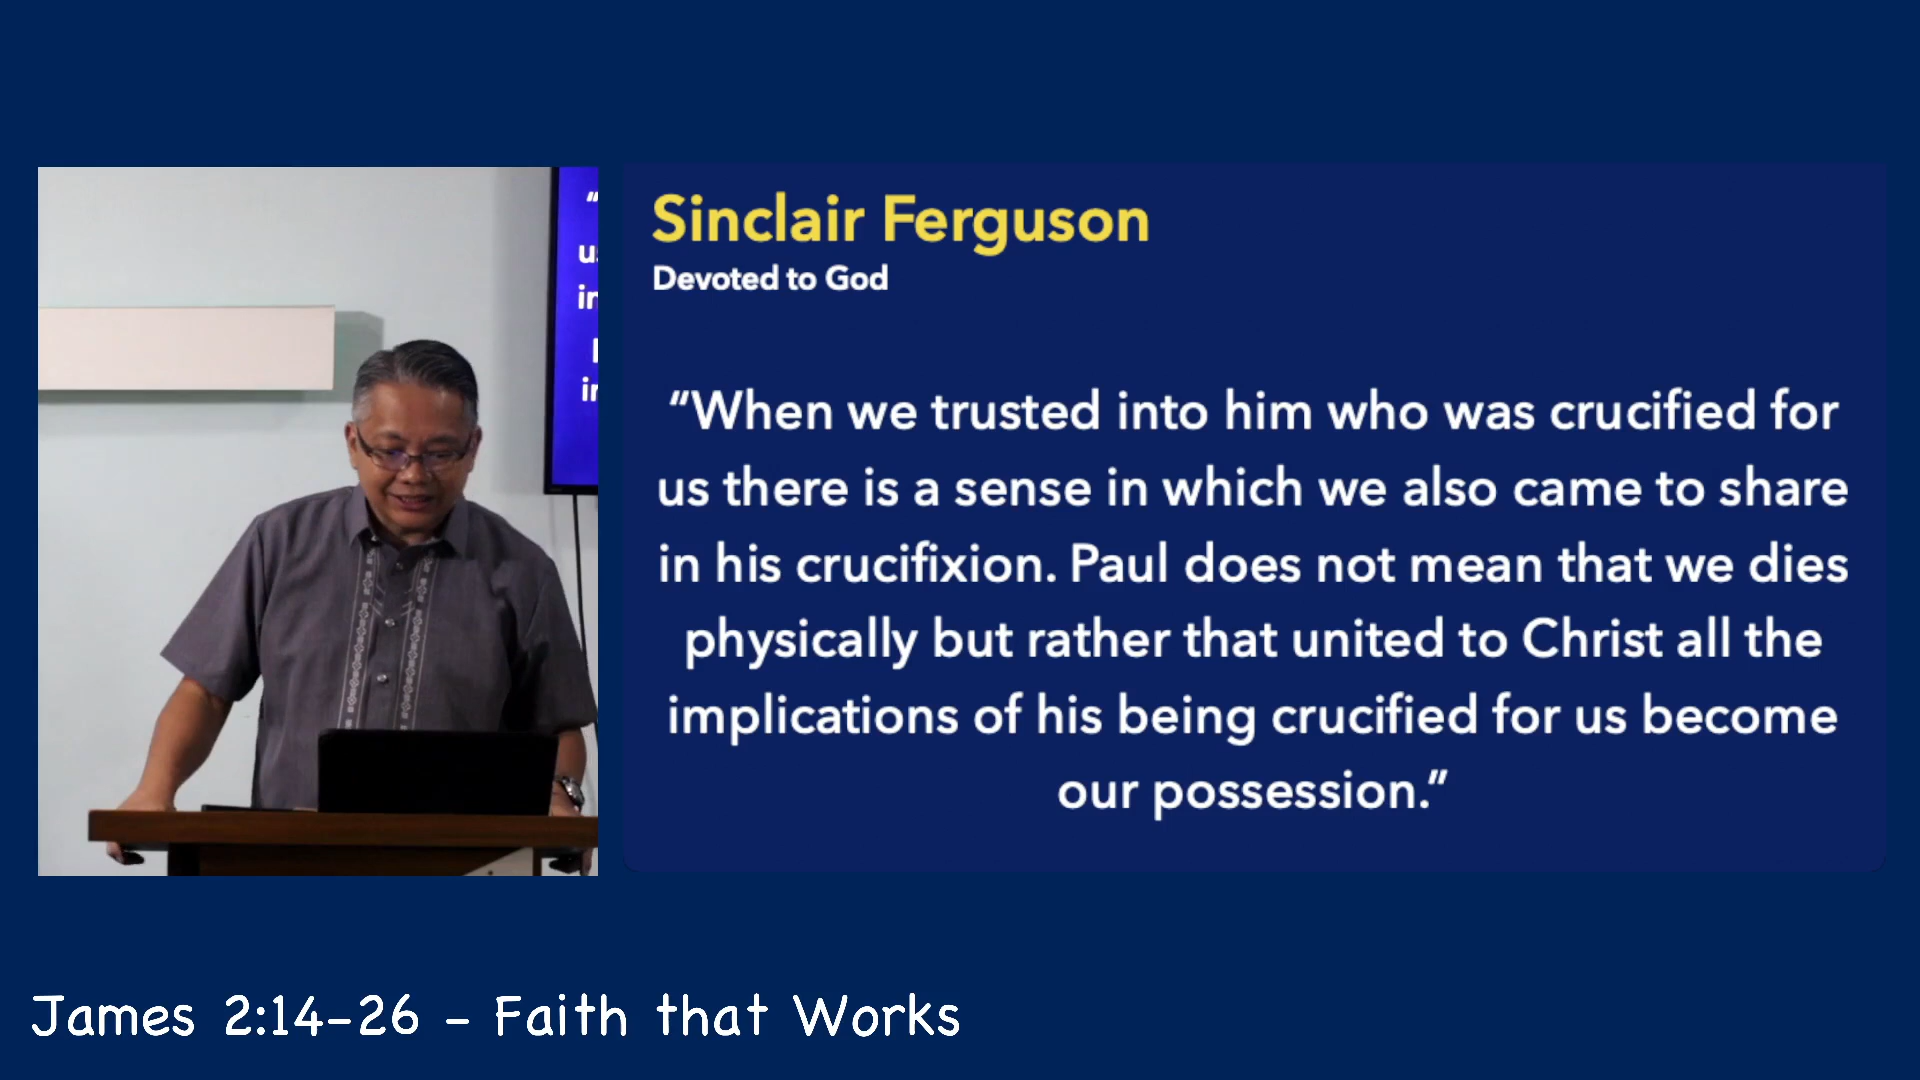 Sinclair Ferguson
Devoted to God
“When we trusted into him who was crucified for
us there is a sense in which we also came to share
in his crucifixion. Paul does not mean that we dies
physically but rather that united to Christ all the
implications of his being crucified for us become
our possession.”
James 2:14-26 - Faith that Works